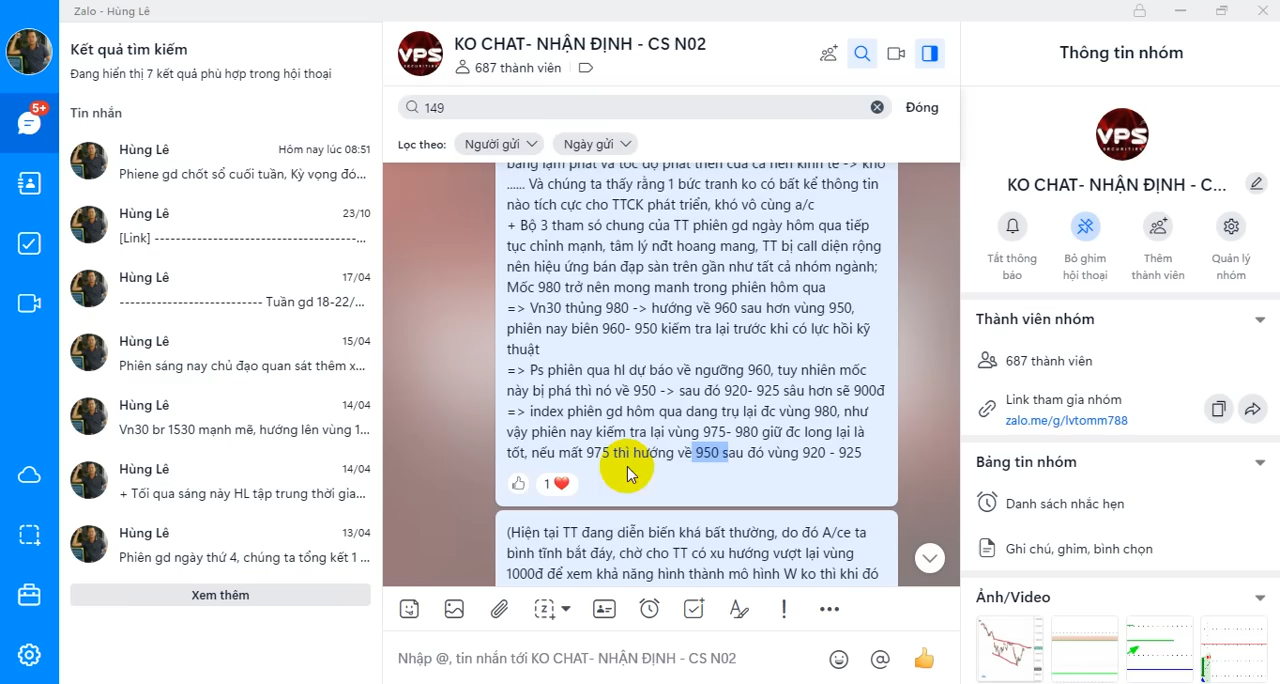 Zalo - Hùng Lê
5+
Kết quả tìm kiếm
Đang hiển thị 7 kết quả phù hợp trong hội thoại
Tin nhắn
Hùng Lê
Hôm nay lúc 08:51
Phiene gd chốt sổ cuối tuần, Kỳ vọng đó...
Hùng Lê
23/10
[Link] -------------------------------------...
Hùng Lê
17/04
-------------------------- Tuần gd 18-22/...
Hùng Lê
15/04
Phiên sáng nay chủ đạo quan sát thêm x...
Hùng Lê
14/04
Vn30 br 1530 mạnh mẽ, hướng lên vùng 1...
Hùng Lê
14/04
+ Tối qua sáng này HL tập trung thời gia...
Hùng Lê
13/04
Phiên gd ngày thứ 4, chúng ta tổng kết 1 ...
Xem thêm
VPS
SECURITIES
KO CHAT- NHẬN ĐỊNH - CS N02
687 thành viên
149
Đóng
Lọc theo:
Người gửi
Ngày gửi
bằng lạm phát và tốc độ phát triển của cả nền kinh tế -> khó
...... Và chúng ta thấy rằng 1 bức tranh ko có bất kể thông tin
nào tích cực cho TTCK phát triển, khó vô cùng a/c
+ Bộ 3 tham số chung của TT phiên gd ngày hôm qua tiếp
tục chỉnh mạnh, tâm lý nđt hoang mang, TT bị call diện rộng
nên hiệu ứng bán đạp sàn trên gần như tất cả nhóm ngành;
Mốc 980 trở nên mong manh trong phiên hôm qua
=> Vn30 thủng 980 -> hướng về 960 sau hơn vùng 950,
phiên nay biên 960- 950 kiểm tra lại trước khi có lực hồi kỹ
thuật
=> Ps phiên qua hl dự báo về ngưỡng 960, tuy nhiên mốc
này bị phá thì nó về 950 -> sau đó 920- 925 sâu hơn sẽ 900đ
=> index phiên gd hôm qua dang trụ lại đc vùng 980, như
vậy phiên nay kiểm tra lại vùng 975- 980 giữ đc long lại là
tốt, nếu mất 975 thì hướng về 950 sau đó vùng 920 - 925
1
(Hiện tại TT đang diễn biến khá bất thường, do đó A/ce ta
bình tĩnh bắt đáy, chờ cho TT có xu hướng vượt lại vùng
1000đ để xem khả năng hình thành mô hình W ko thì khi đó
Nhập @, tin nhắn tới KO CHAT- NHẬN ĐỊNH - CS N02
Thông tin nhóm
VPS
SECURITIES
KO CHAT- NHẬN ĐỊNH - C...
Tắt thông
báo
Bỏ ghim
hội thoại
Thêm
thành viên
Quản lý
nhóm
Thành viên nhóm
687 thành viên
Link tham gia nhóm
zalo.me/g/lvtomm788
Bảng tin nhóm
Danh sách nhắc hẹn
Ghi chú, ghim, bình chọn
Ảnh/Video